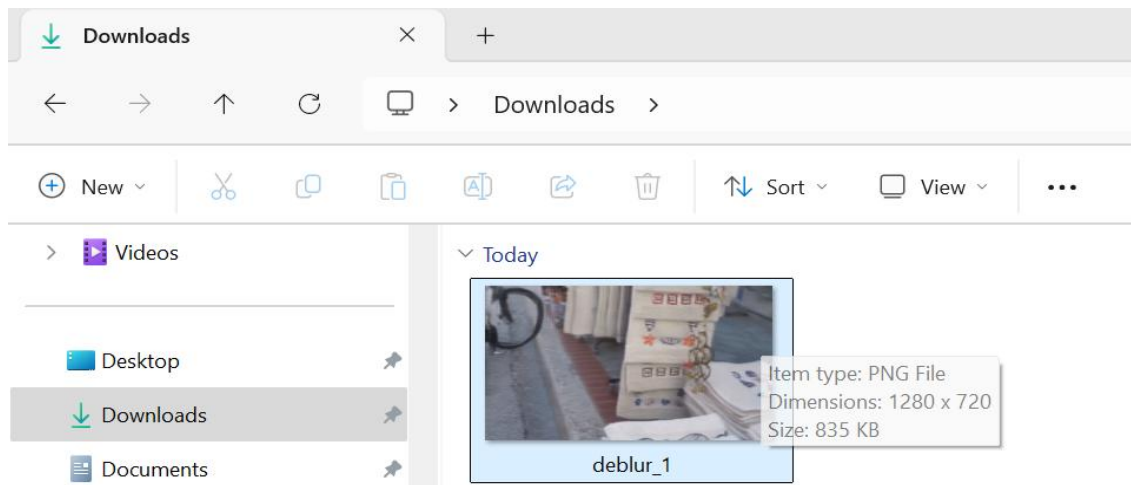 Downloads
Downloads
New
Sort
View
Videos
Today
Desktop
Downloads
Documents
Item type: PNG File
Dimensions: 1280 x 720
Size: 835 KB
deblur_1